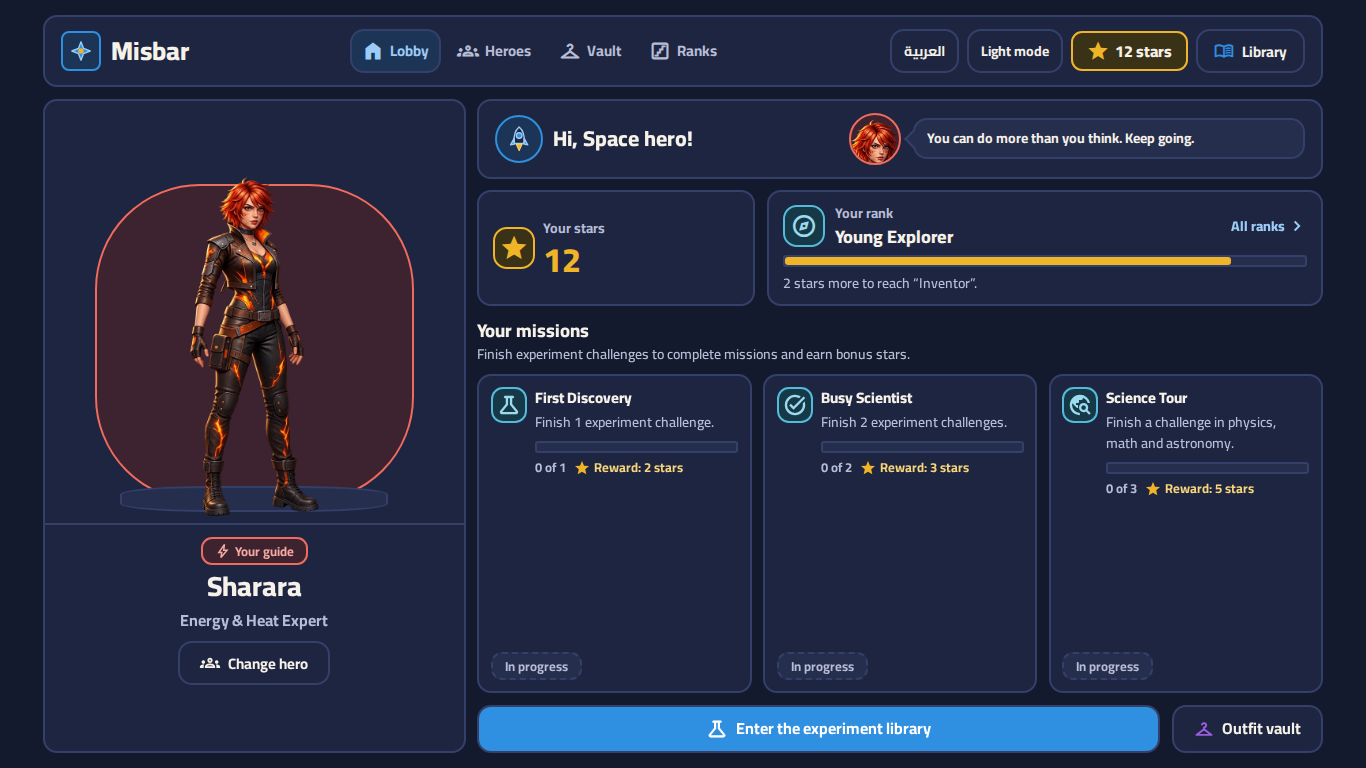 Misbar
Lobby
Heroes
Vault
Ranks
العربية
Light mode
12 stars
Library
Hi, Space hero!
You can do more than you think. Keep going.
Your stars
12
Your rank
Young Explorer
All ranks
2 stars more to reach “Inventor”.
Your missions
Finish experiment challenges to complete missions and earn bonus stars.
First Discovery
Finish 1 experiment challenge.
0 of 1
Reward: 2 stars
In progress
Busy Scientist
Finish 2 experiment challenges.
0 of 2
Reward: 3 stars
In progress
Science Tour
Finish a challenge in physics,
math and astronomy.
0 of 3
Reward: 5 stars
In progress
Your guide
Sharara
Energy & Heat Expert
Change hero
Enter the experiment library
Outfit vault